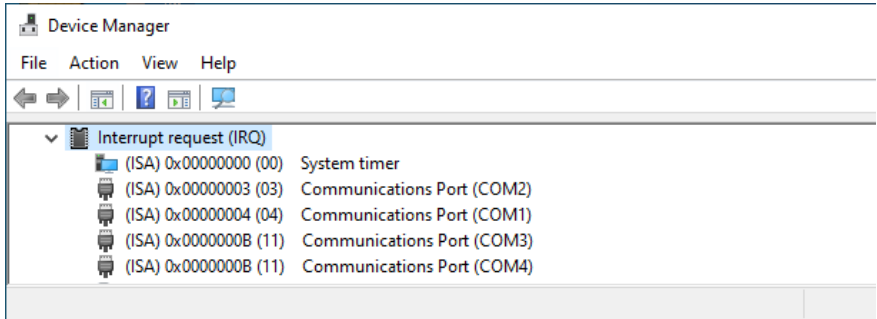 Device Manager
File Action View Help
Interrupt request (IRQ)
(ISA) 0x00000000 (00) System timer
(ISA) 0x00000003 (03) Communications Port (COM2)
(ISA) 0x00000004 (04) Communications Port (COM1)
(ISA) 0x0000000B (11) Communications Port (COM3)
(ISA) 0x0000000B (11) Communications Port (COM4)